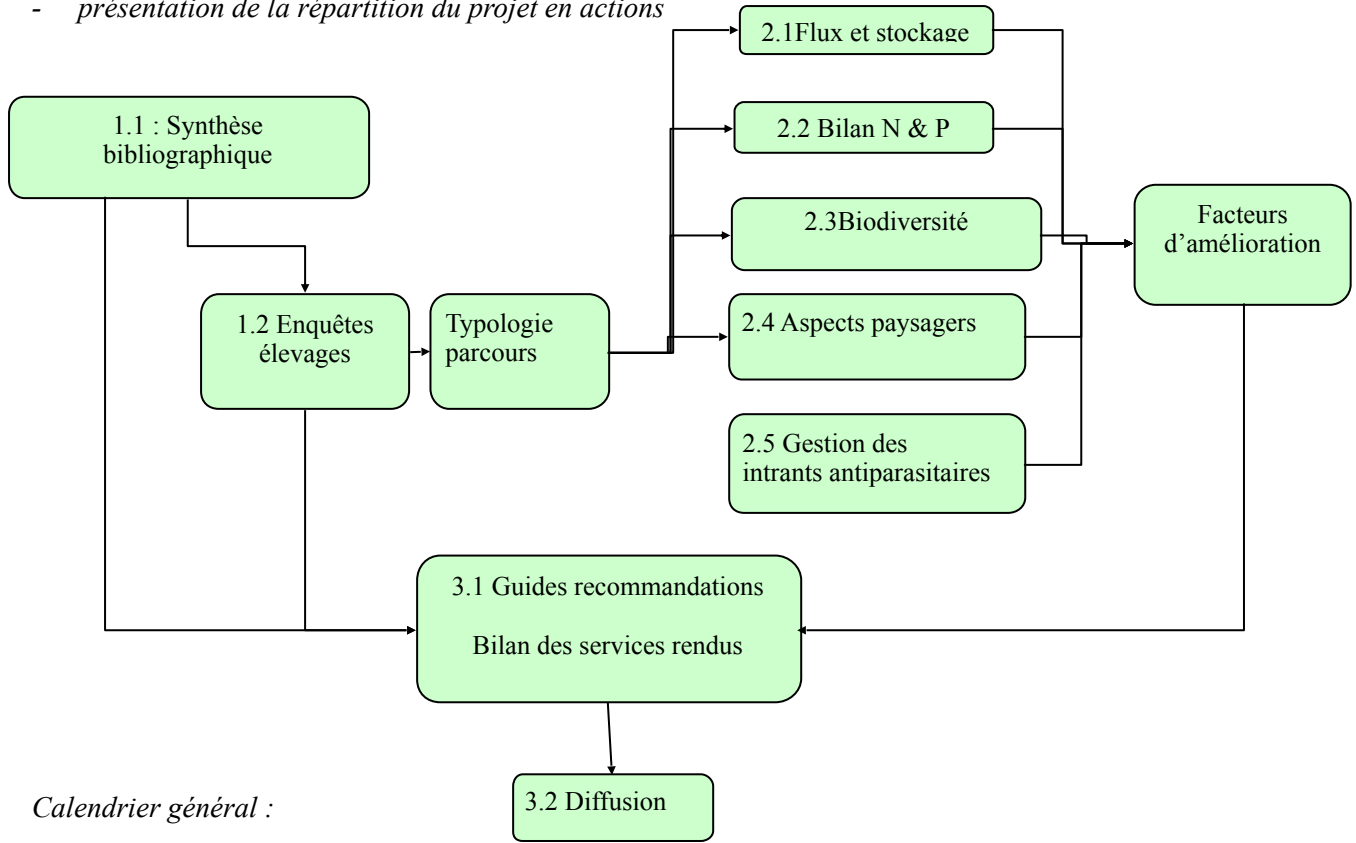 - présentation de la répartition du projet en actions
2.1Flux et stockage
1.1 : Synthèse
bibliographique
2.2 Bilan N & P
2.3Biodiversité
Facteurs
d’amélioration
1.2 Enquêtes
élevages
Typologie
parcours
2.4 Aspects paysagers
2.5 Gestion des
intrants antiparasitaires
3.1 Guides recommandations
Bilan des services rendus
3.2 Diffusion
Calendrier général :